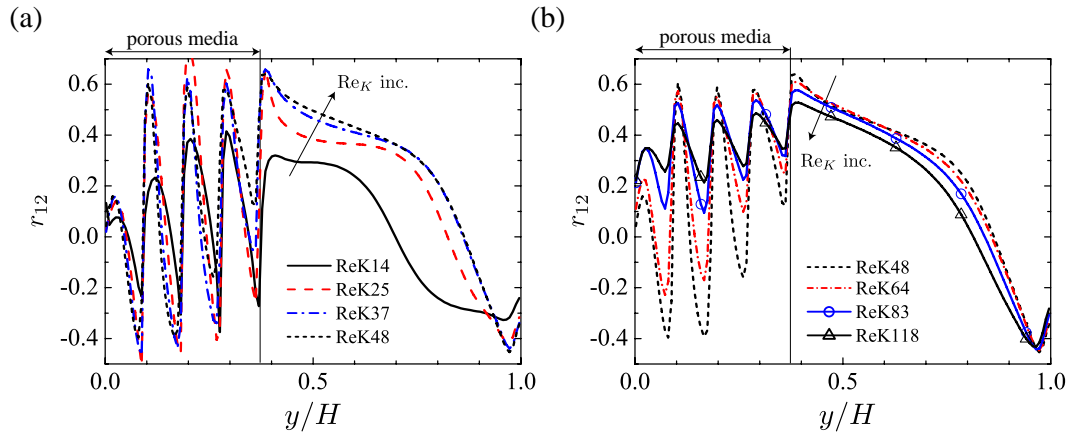 (a)
porous media
Re_K inc.
r_12
0.6
0.4
0.2
0.0
-0.2
-0.4
ReK14
ReK25
ReK37
ReK48
0.0
0.5
1.0
y/H
(b)
porous media
Re_K inc.
r_12
0.6
0.4
0.2
0.0
-0.2
-0.4
ReK48
ReK64
ReK83
ReK118
0.0
0.5
1.0
y/H